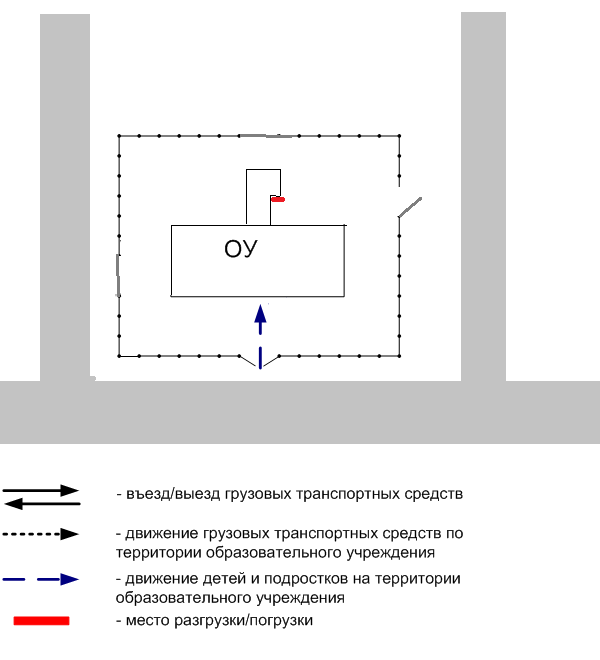 ОУ
- въезд/выезд грузовых транспортных средств
- движение грузовых транспортных средств по
территории образовательного учреждения
- движение детей и подростков на территории
образовательного учреждения
- место разгрузки/погрузки